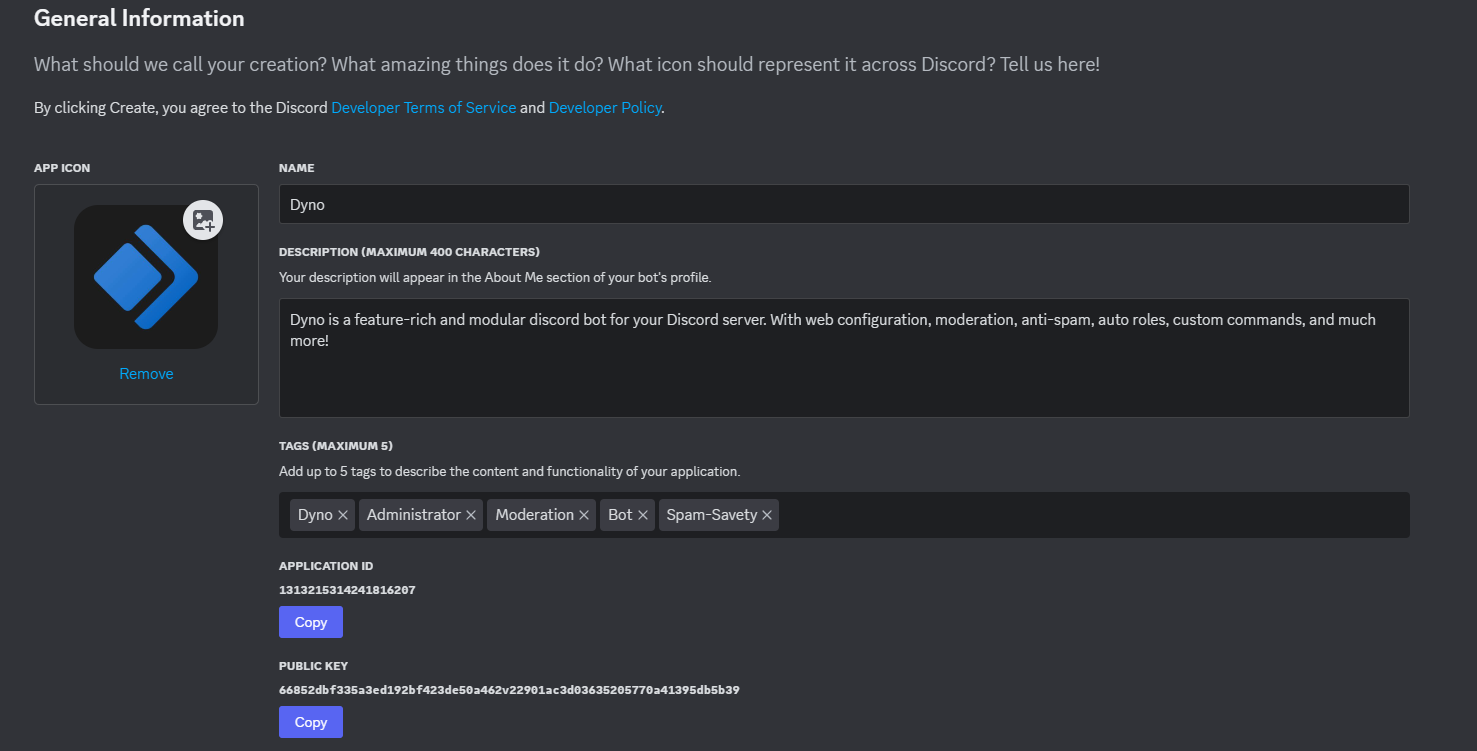 General Information
What should we call your creation? What amazing things does it do? What icon should represent it across Discord? Tell us here!
By clicking Create, you agree to the Discord Developer Terms of Service and Developer Policy.
APP ICON
Remove
NAME
Dyno
DESCRIPTION (MAXIMUM 400 CHARACTERS)
Your description will appear in the About Me section of your bot's profile.
Dyno is a feature-rich and modular discord bot for your Discord server. With web configuration, moderation, anti-spam, auto roles, custom commands, and much
more!
TAGS (MAXIMUM 5)
Add up to 5 tags to describe the content and functionality of your application.
Dyno Administrator Moderation Bot Spam-Savety
APPLICATION ID
1313215314241816207
Copy
PUBLIC KEY
66852dbf335a3ed192bf423de50a462v22901ac3d03635205770a41395db5b39
Copy